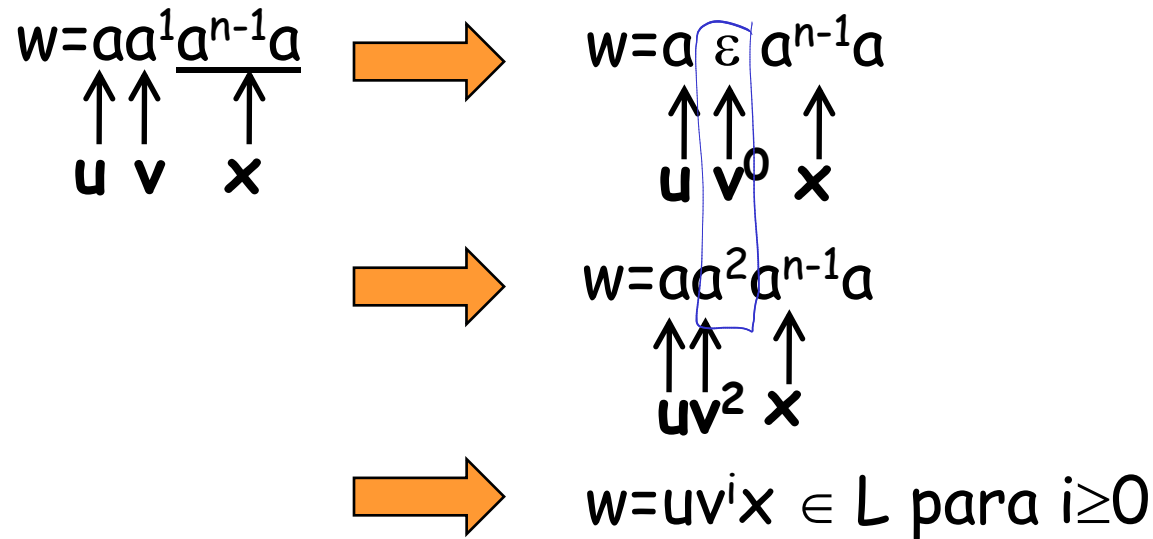 w=aa¹aⁿ⁻¹a
u v x
w=a ε aⁿ⁻¹a
u v⁰ x
w=aa²aⁿ⁻¹a
uv² x
w=uvⁱx ∈ L para i≥0